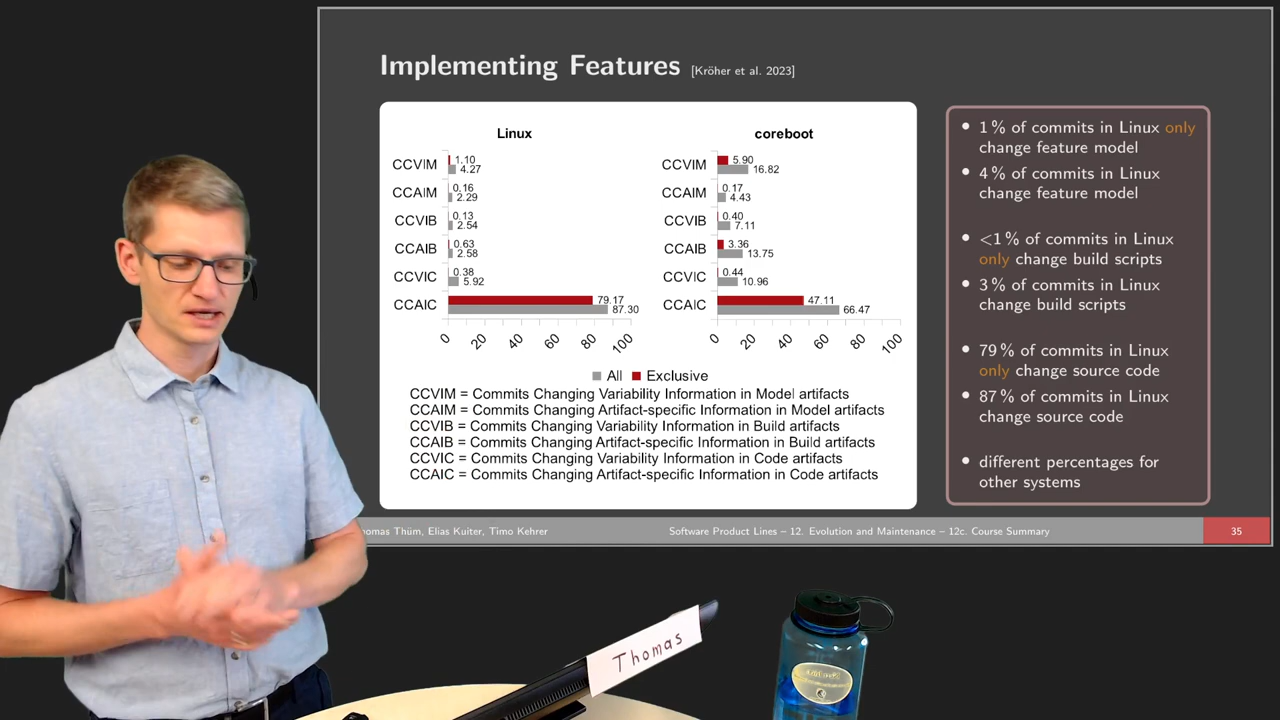 Implementing Features [Kröher et al. 2023]
Linux
CCVIM 1.10 4.27
CCAIM 0.16 2.29
CCVIB 0.13 2.54
CCAIB 0.63 2.58
CCVIC 0.38 5.92
CCAIC 79.17 87.30
0 20 40 60 80 100
coreboot
CCVIM 5.90 16.82
CCAIM 0.17 4.43
CCVIB 0.40 7.11
CCAIB 3.36 13.75
CCVIC 0.44 10.96
CCAIC 47.11 66.47
0 20 40 60 80 100
All Exclusive
CCVIM = Commits Changing Variability Information in Model artifacts
CCAIM = Commits Changing Artifact-specific Information in Model artifacts
CCVIB = Commits Changing Variability Information in Build artifacts
CCAIB = Commits Changing Artifact-specific Information in Build artifacts
CCVIC = Commits Changing Variability Information in Code artifacts
CCAIC = Commits Changing Artifact-specific Information in Code artifacts
• 1 % of commits in Linux only
change feature model
• 4 % of commits in Linux
change feature model
• <1 % of commits in Linux
only change build scripts
• 3 % of commits in Linux
change build scripts
• 79 % of commits in Linux
only change source code
• 87 % of commits in Linux
change source code
• different percentages for
other systems
omas Thüm, Elias Kuiter, Timo Kehrer
Software Product Lines – 12. Evolution and Maintenance – 12c. Course Summary
35
Thomas